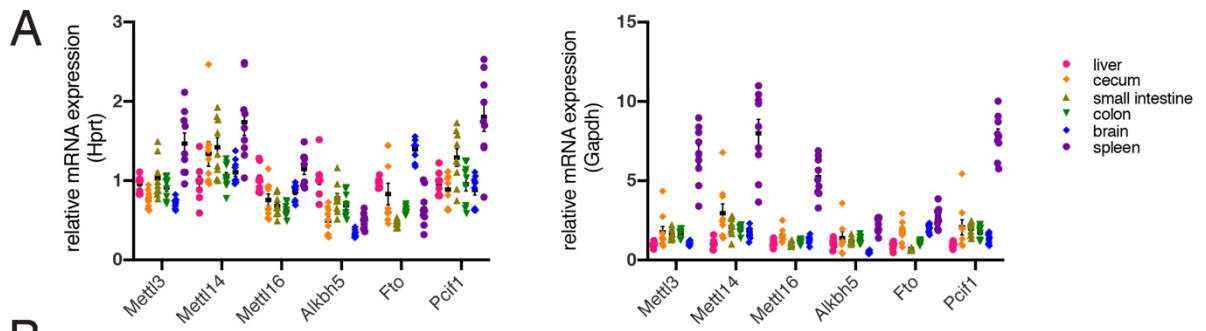 A
relative mRNA expression
(Hprt)
3
2
1
0
Mettl3
Mettl14
Mettl16
Alkbh5
Fto
Pcif1
relative mRNA expression
(Gapdh)
15
10
5
0
Mettl3
Mettl14
Mettl16
Alkbh5
Fto
Pcif1
liver
cecum
small intestine
colon
brain
spleen